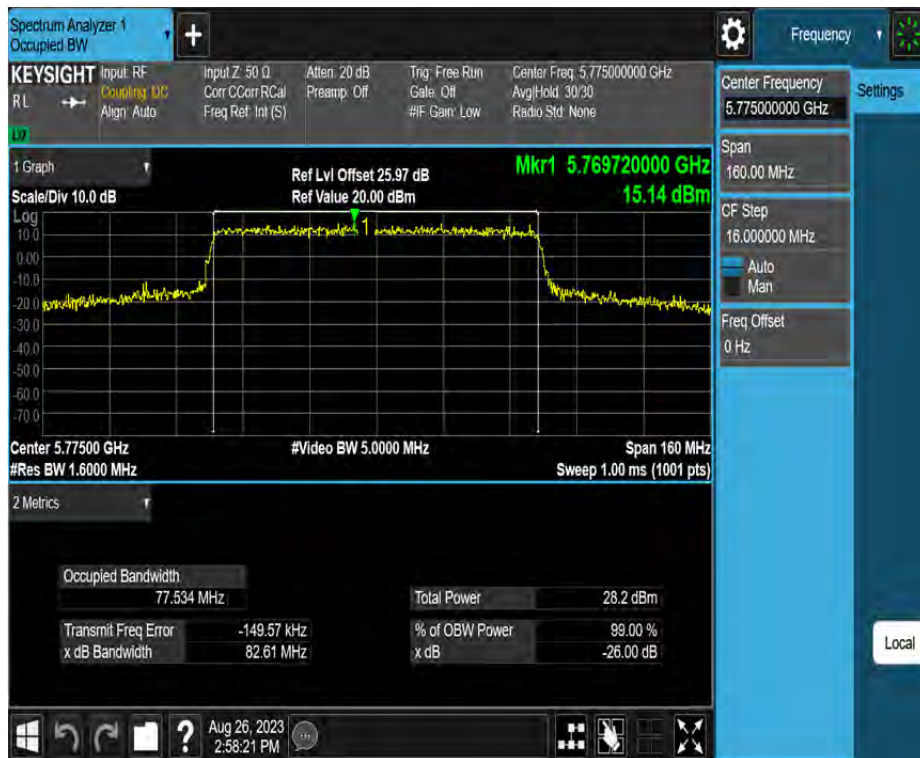 Spectrum Analyzer 1
Occupied BW
Frequency
KEYSIGHT
RL
Input: RF
Coupling: DC
Align: Auto
Input Z: 50 Ω
Corr CCorr RCal
Freq Ref: Int (S)
Atten: 20 dB
Preamp: Off
Trig: Free Run
Gate: Off
#IF Gain: Low
Center Freq: 5.775000000 GHz
Avg|Hold: 30/30
Radio Std: None
Center Frequency
5.775000000 GHz
Settings
Span
160.00 MHz
CF Step
16.000000 MHz
Auto
Man
Freq Offset
0 Hz
1 Graph
Scale/Div 10.0 dB
Ref Lvl Offset 25.97 dB
Ref Value 20.00 dBm
Mkr1 5.769720000 GHz
15.14 dBm
Log
10.0
0.00
-10.0
-20.0
-30.0
-40.0
-50.0
-60.0
-70.0
1
Center 5.77500 GHz
#Video BW 5.0000 MHz
Span 160 MHz
#Res BW 1.6000 MHz
Sweep 1.00 ms (1001 pts)
2 Metrics
Occupied Bandwidth
77.534 MHz
Total Power 28.2 dBm
Transmit Freq Error -149.57 kHz
% of OBW Power 99.00 %
x dB Bandwidth 82.61 MHz
x dB -26.00 dB
Local
Aug 26, 2023
2:58:21 PM